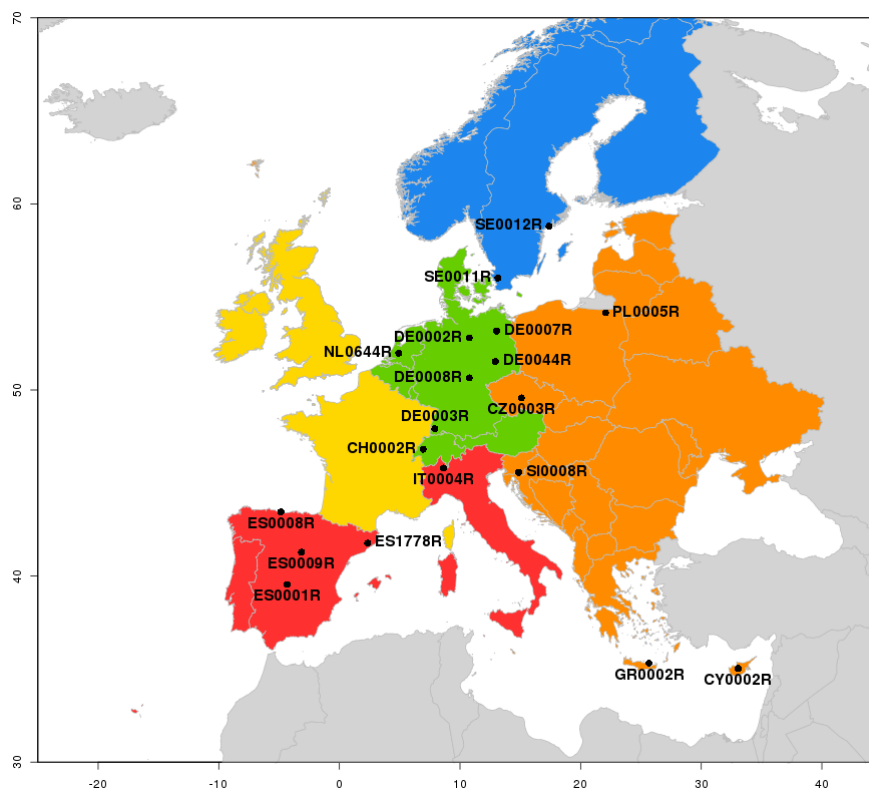 70
60
SE0012R
SE0011R
PL0005R
DE0007R
DE0002R
NL0644R
DE0044R
50
DE0008R
CZ0003R
DE0003R
CH0002R
SI0008R
IT0004R
ES0008R
ES1778R
ES0009R
40
ES0001R
GR0002R
CY0002R
30
-20 -10 0 10 20 30 40